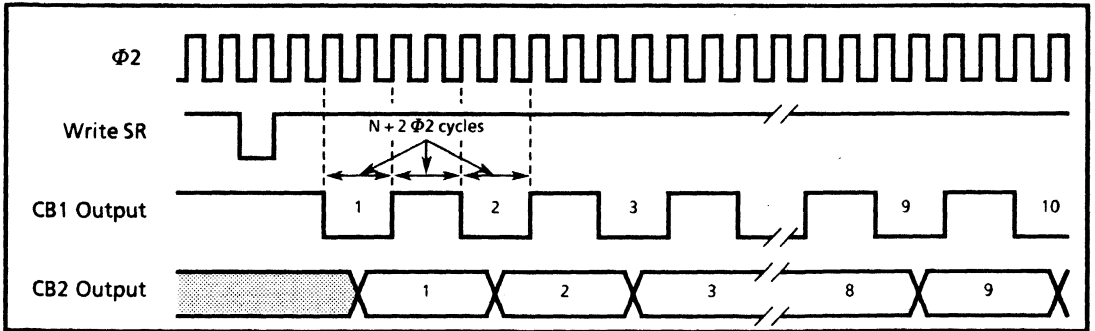 Φ2
Write SR
N + 2 Φ2 cycles
CB1 Output 1 2 3 9 10
CB2 Output 1 2 3 8 9